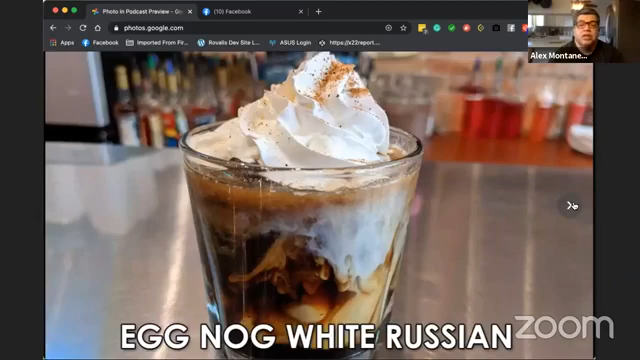 Photo in Podcast Preview - Go
(10) Facebook
photos.google.com
Apps
Facebook
Imported From Fir...
Rovalis Dev Site L...
ASUS Login
https://x22report...
Alex Montane...
EGG NOG WHITE RUSSIAN
zoom